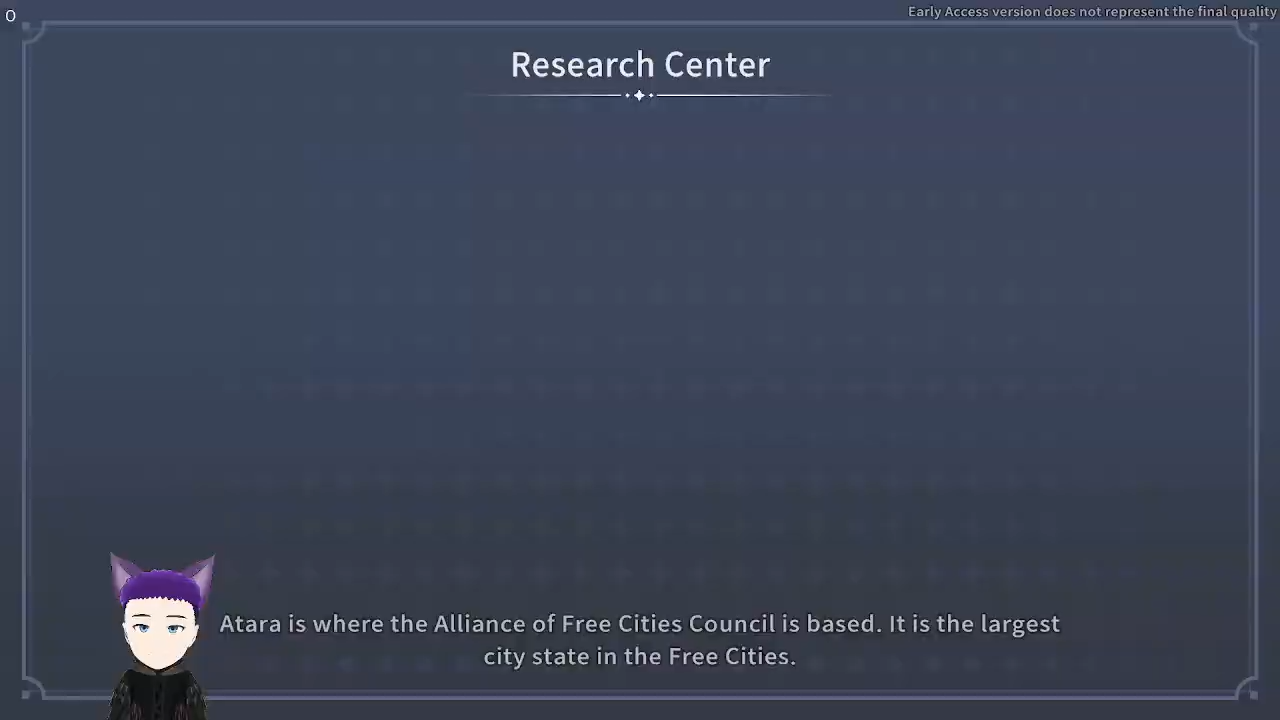 O
Early Access version does not represent the final quality
Research Center
Atara is where the Alliance of Free Cities Council is based. It is the largest
city state in the Free Cities.